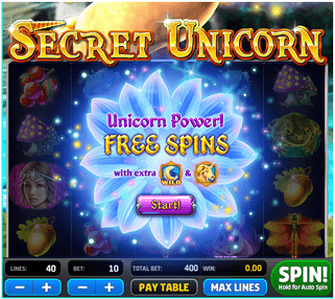 SECRET UNICORN
Unicorn Power!
FREE SPINS
with extra WILD &
Start!
LINES: 40 BET: 10 TOTAL BET: 400 WIN: 0.00
- + - + PAY TABLE MAX LINES
SPIN!
Hold for Auto Spin